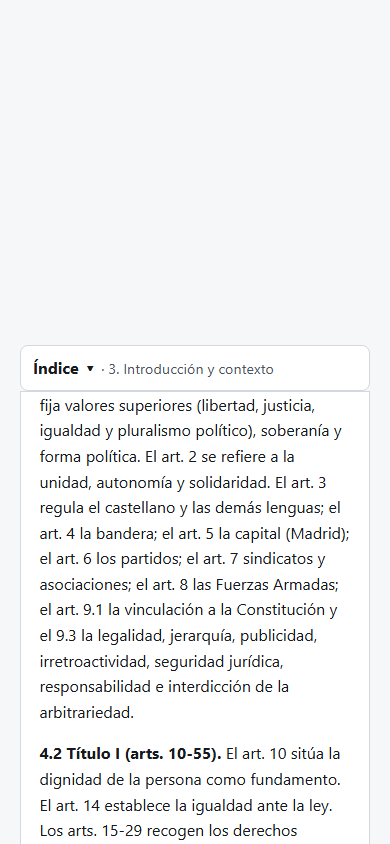 Índice ▼ · 3. Introducción y contexto
fija valores superiores (libertad, justicia,
igualdad y pluralismo político), soberanía y
forma política. El art. 2 se refiere a la
unidad, autonomía y solidaridad. El art. 3
regula el castellano y las demás lenguas; el
art. 4 la bandera; el art. 5 la capital (Madrid);
el art. 6 los partidos; el art. 7 sindicatos y
asociaciones; el art. 8 las Fuerzas Armadas;
el art. 9.1 la vinculación a la Constitución y
el 9.3 la legalidad, jerarquía, publicidad,
irretroactividad, seguridad jurídica,
responsabilidad e interdicción de la
arbitrariedad.
4.2 Título I (arts. 10-55). El art. 10 sitúa la
dignidad de la persona como fundamento.
El art. 14 establece la igualdad ante la ley.
Los arts. 15-29 recogen los derechos